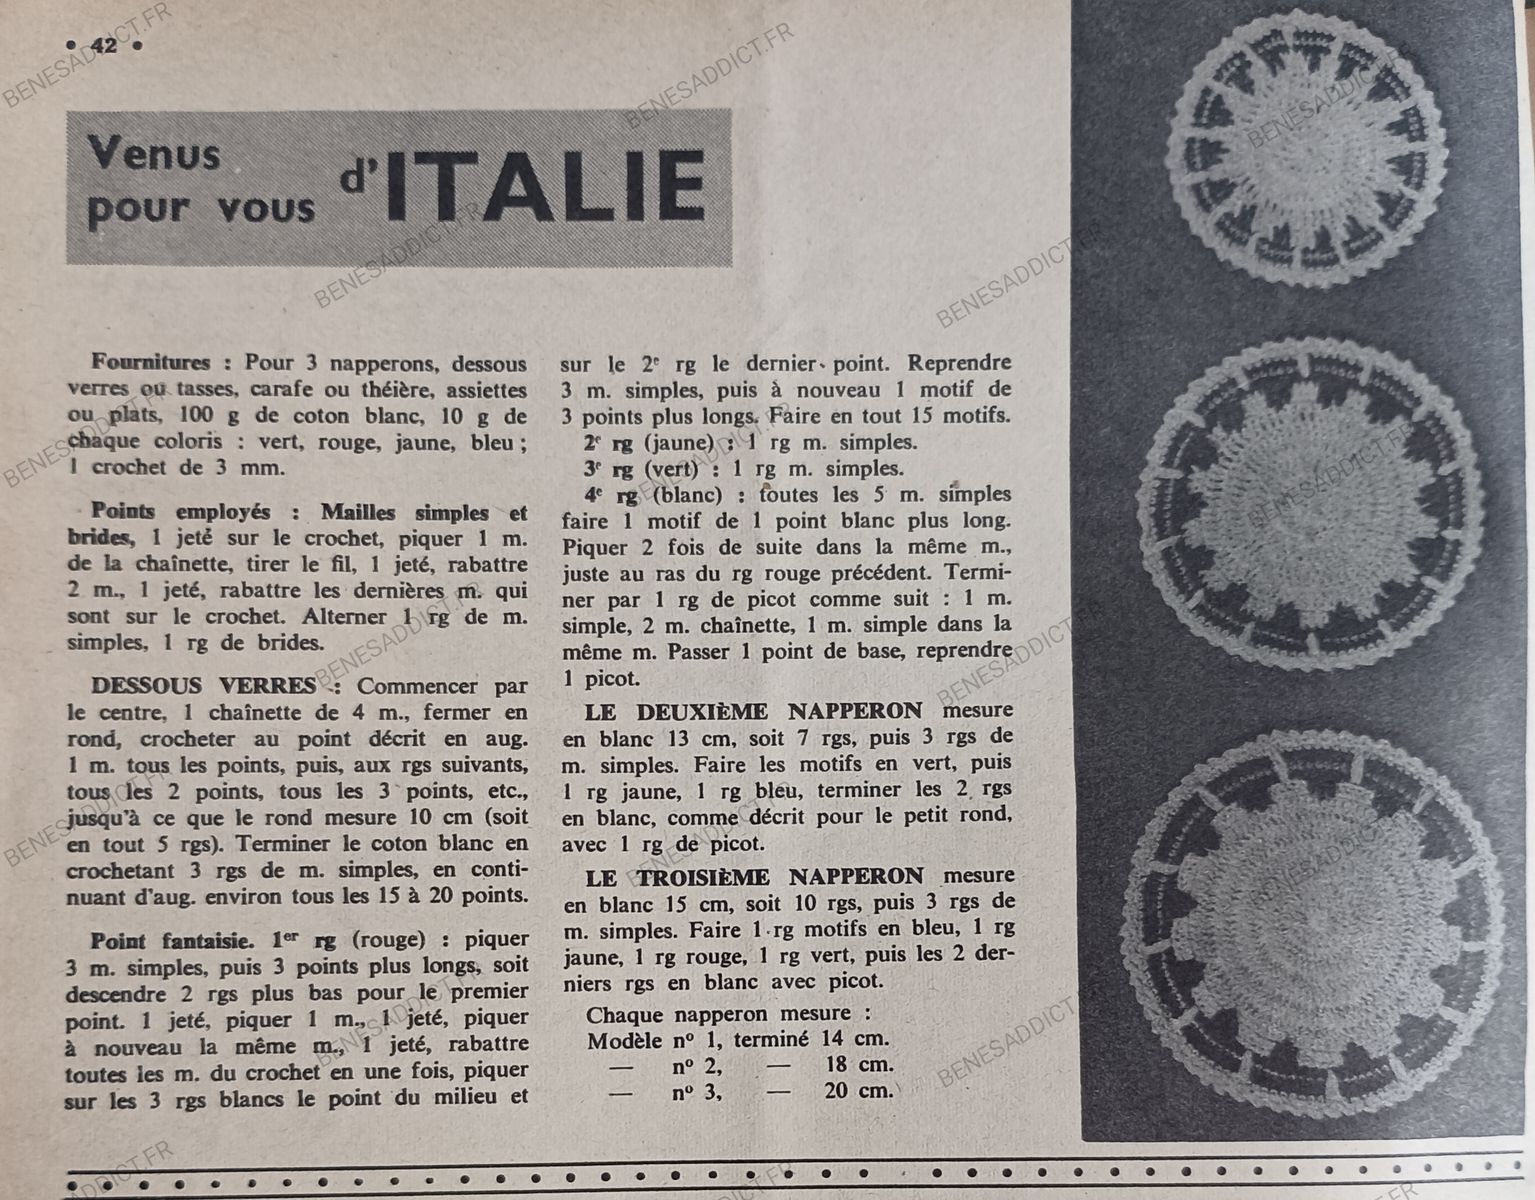 • 42 •
Venus
pour vous
d'ITALIE
Fournitures : Pour 3 napperons, dessous
verres ou tasses, carafe ou théière, assiettes
ou plats, 100 g de coton blanc, 10 g de
chaque coloris : vert, rouge, jaune, bleu ;
1 crochet de 3 mm.
Points employés : Mailles simples et
brides, 1 jeté sur le crochet, piquer 1 m.
de la chaînette, tirer le fil, 1 jeté, rabattre
2 m., 1 jeté, rabattre les dernières m. qui
sont sur le crochet. Alterner 1 rg de m.
simples, 1 rg de brides.
DESSOUS VERRES : Commencer par
le centre, 1 chaînette de 4 m., fermer en
rond, crocheter au point décrit en aug.
1 m. tous les points, puis, aux rgs suivants,
tous les 2 points, tous les 3 points, etc.,
jusqu'à ce que le rond mesure 10 cm (soit
en tout 5 rgs). Terminer le coton blanc en
crochetant 3 rgs de m. simples, en conti-
nuant d'aug. environ tous les 15 à 20 points.
Point fantaisie. 1er rg (rouge) : piquer
3 m. simples, puis 3 points plus longs, soit
descendre 2 rgs plus bas pour le premier
point. 1 jeté, piquer 1 m., 1 jeté, piquer
à nouveau la même m., 1 jeté, rabattre
toutes les m. du crochet en une fois, piquer
sur les 3 rgs blancs le point du milieu et
sur le 2e rg le dernier point. Reprendre
3 m. simples, puis à nouveau 1 motif de
3 points plus longs. Faire en tout 15 motifs.
2e rg (jaune) : 1 rg m. simples.
3e rg (vert) : 1 rg m. simples.
4e rg (blanc) : toutes les 5 m. simples
faire 1 motif de 1 point blanc plus long.
Piquer 2 fois de suite dans la même m.,
juste au ras du rg rouge précédent. Termi-
ner par 1 rg de picot comme suit : 1 m.
simple, 2 m. chaînette, 1 m. simple dans la
même m. Passer 1 point de base, reprendre
1 picot.
LE DEUXIÈME NAPPERON mesure
en blanc 13 cm, soit 7 rgs, puis 3 rgs de
m. simples. Faire les motifs en vert, puis
1 rg jaune, 1 rg bleu, terminer les 2 rgs
en blanc, comme décrit pour le petit rond,
avec 1 rg de picot.
LE TROISIÈME NAPPERON mesure
en blanc 15 cm, soit 10 rgs, puis 3 rgs de
m. simples. Faire 1 rg motifs en bleu, 1 rg
jaune, 1 rg rouge, 1 rg vert, puis les 2 der-
niers rgs en blanc avec picot.
Chaque napperon mesure :
Modèle nº 1, terminé 14 cm.
— nº 2, — 18 cm.
— nº 3, — 20 cm.
BENESADDICT.FR